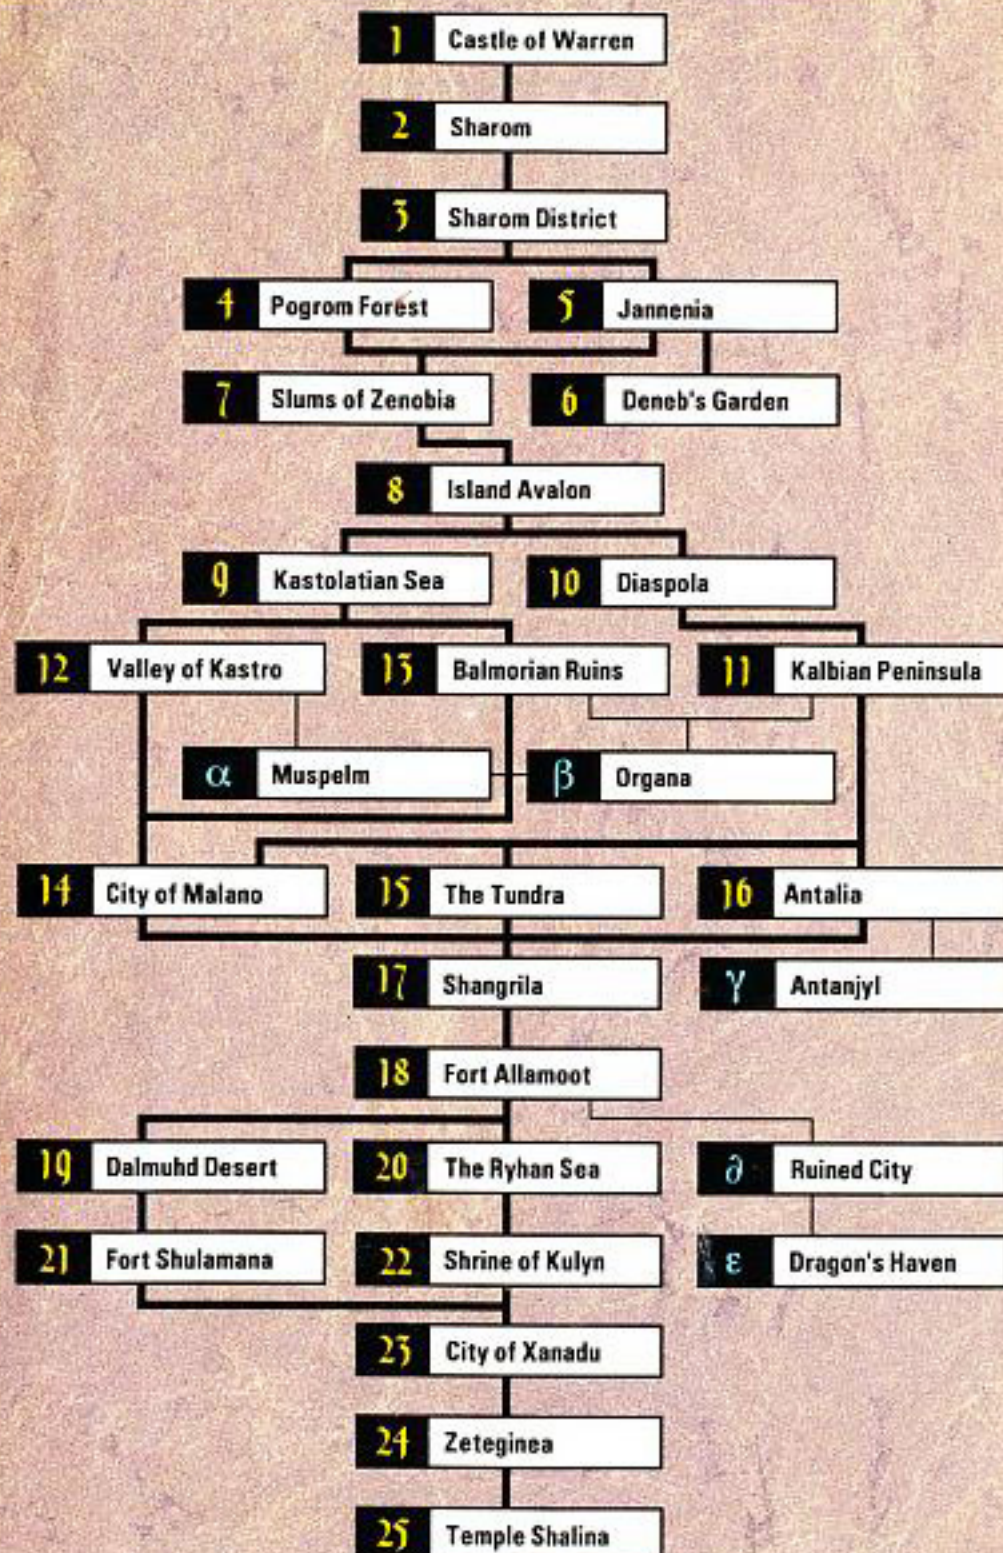 1 Castle of Warren
2 Sharom
3 Sharom District
4 Pogrom Forest
5 Jannenia
7 Slums of Zenobia
6 Deneb's Garden
8 Island Avalon
9 Kastolatian Sea
10 Diaspola
12 Valley of Kastro
13 Balmorian Ruins
11 Kalbian Peninsula
α Muspelm
β Organa
14 City of Malano
15 The Tundra
16 Antalia
17 Shangrila
γ Antanjyl
18 Fort Allamoot
19 Dalmuhd Desert
20 The Ryhan Sea
∂ Ruined City
21 Fort Shulamana
22 Shrine of Kulyn
ε Dragon's Haven
23 City of Xanadu
24 Zeteginea
25 Temple Shalina